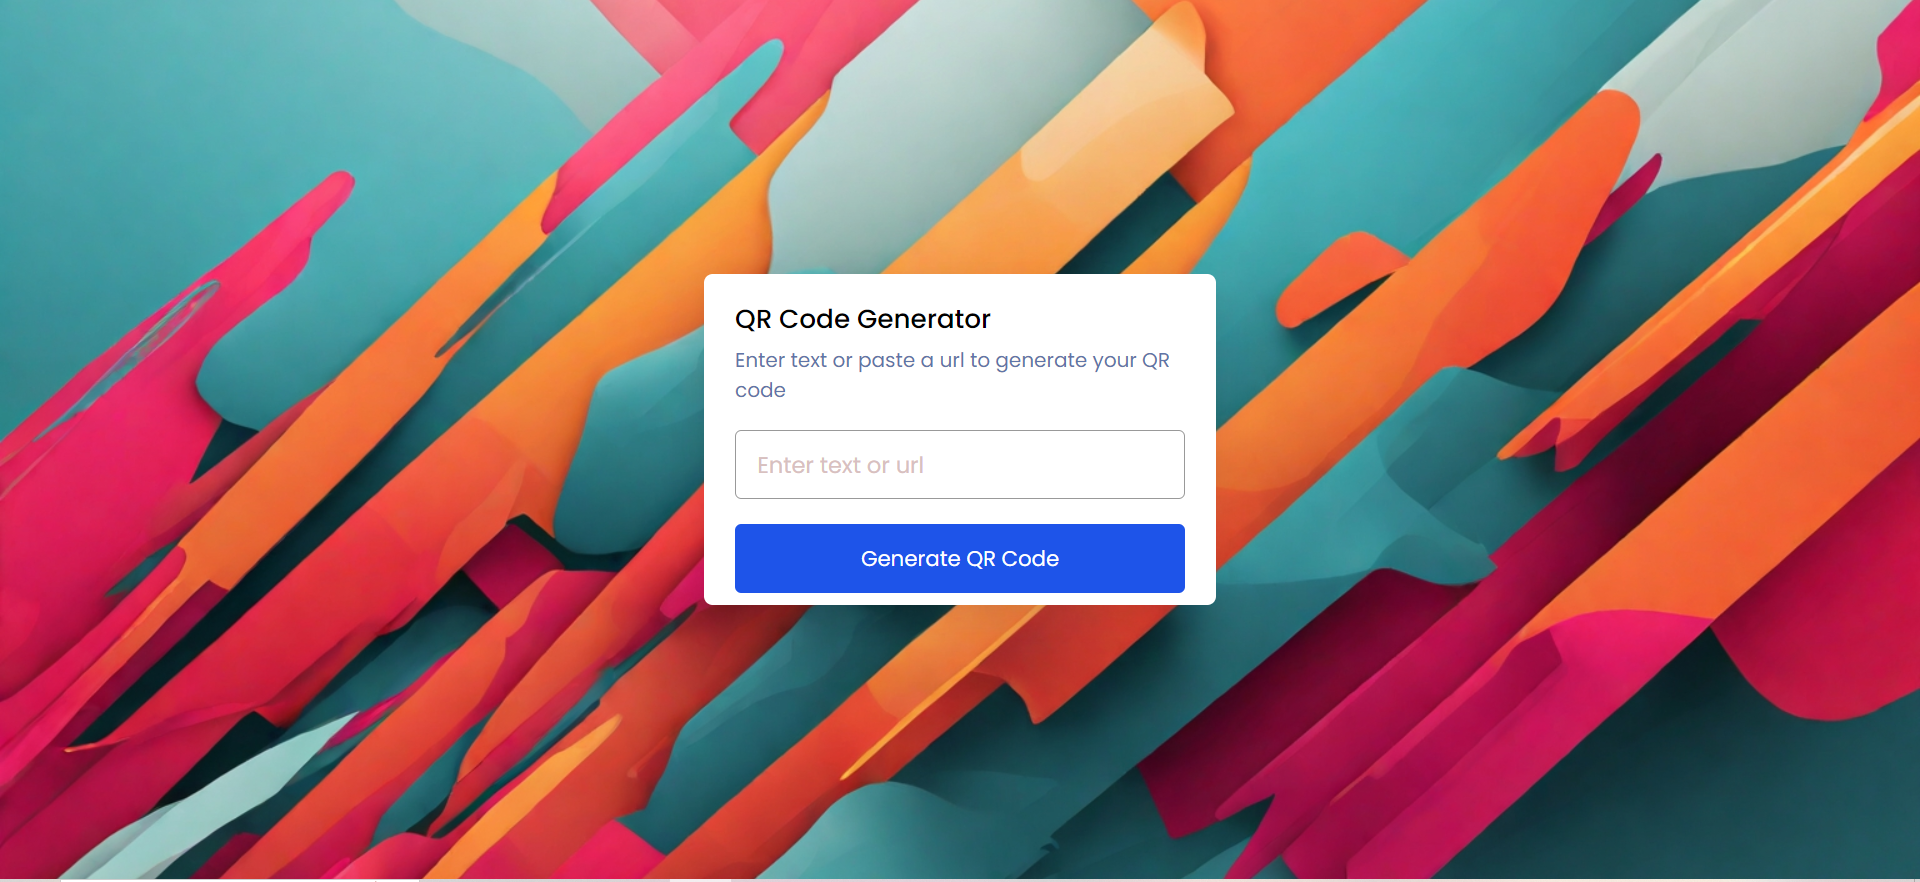 QR Code Generator
Enter text or paste a url to generate your QR
code
Enter text or url
Generate QR Code